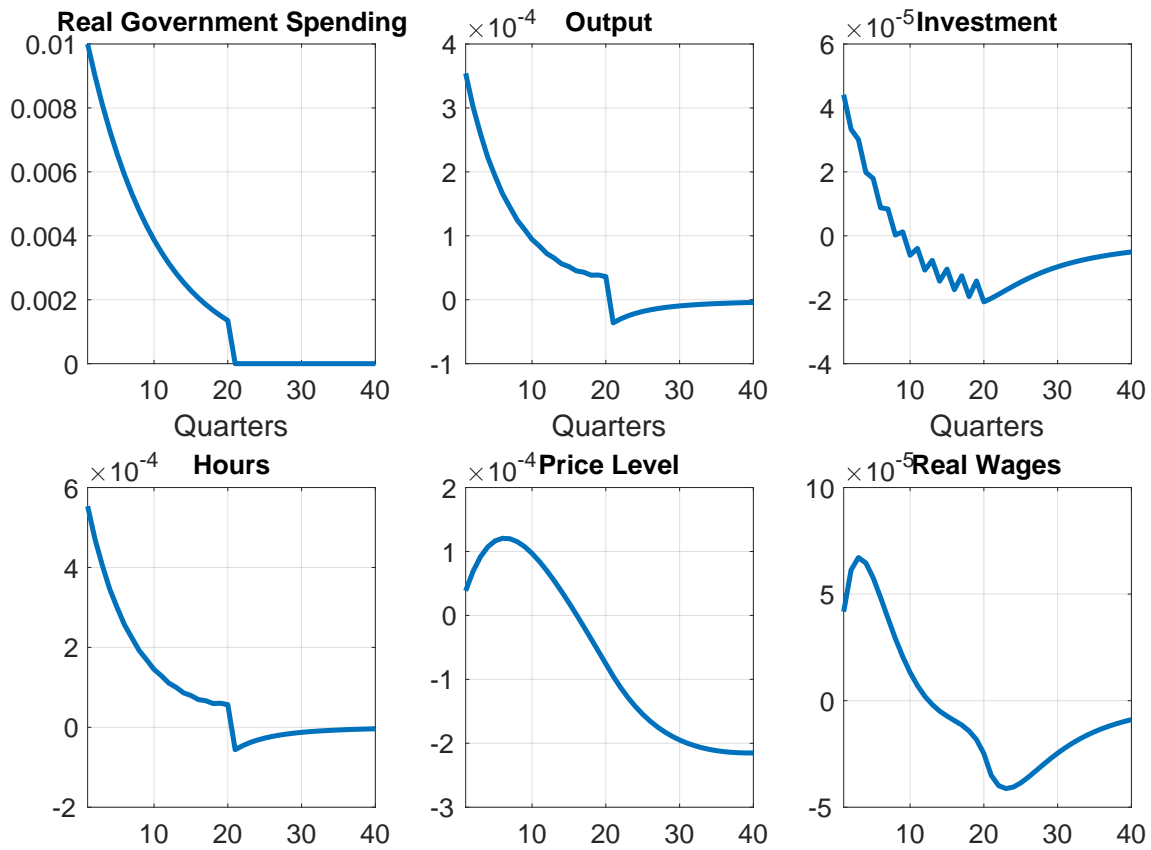 Real Government Spending
0.01
0.008
0.006
0.004
0.002
0
10 20 30 40
Quarters
×10-4 Output
4
3
2
1
0
-1
10 20 30 40
×10-5 Investment
6
4
2
0
-2
-4
10 20 30 40
Quarters
×10-4 Hours
6
4
2
0
-2
10 20 30 40
×10-4 Price Level
2
1
0
-1
-2
-3
10 20 30 40
×10-5 Real Wages
10
5
0
-5
10 20 30 40